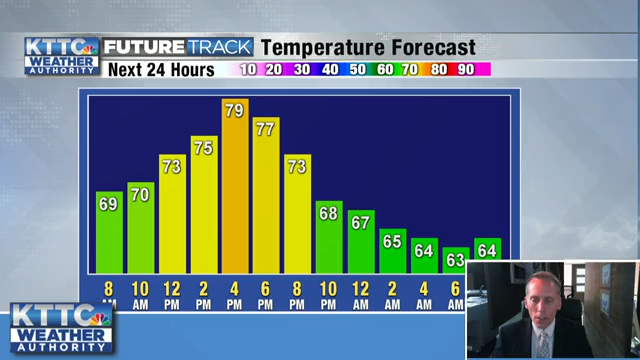 KTTC
WEATHER
AUTHORITY
FUTURETRACK Temperature Forecast
Next 24 Hours 10 20 30 40 50 60 70 80 90
69 70 73 75 79 77 73 68 67 65 64 63 64
8 10 12 2 4 6 8 10 12 2 4 6
AM AM PM PM PM PM PM PM AM AM AM AM
KTTC
WEATHER
AUTHORITY